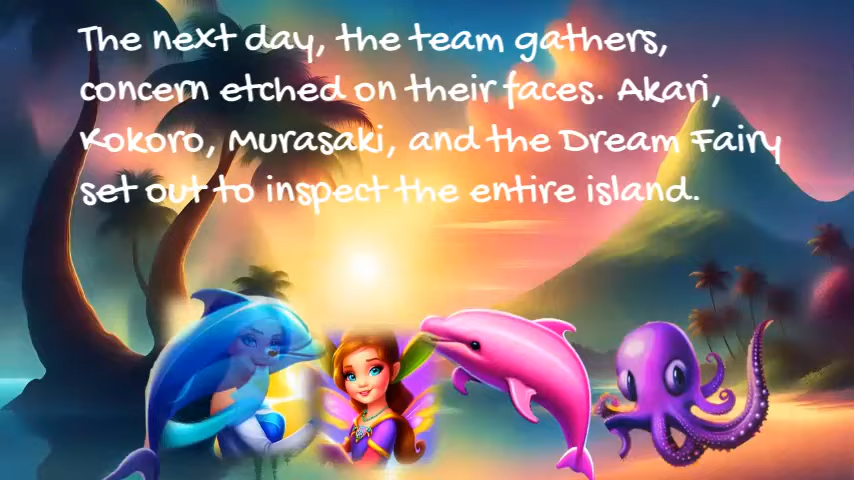 The next day, the team gathers,
concern etched on their faces. Akari,
Kokoro, Murasaki, and the Dream Fairy
set out to inspect the entire island.